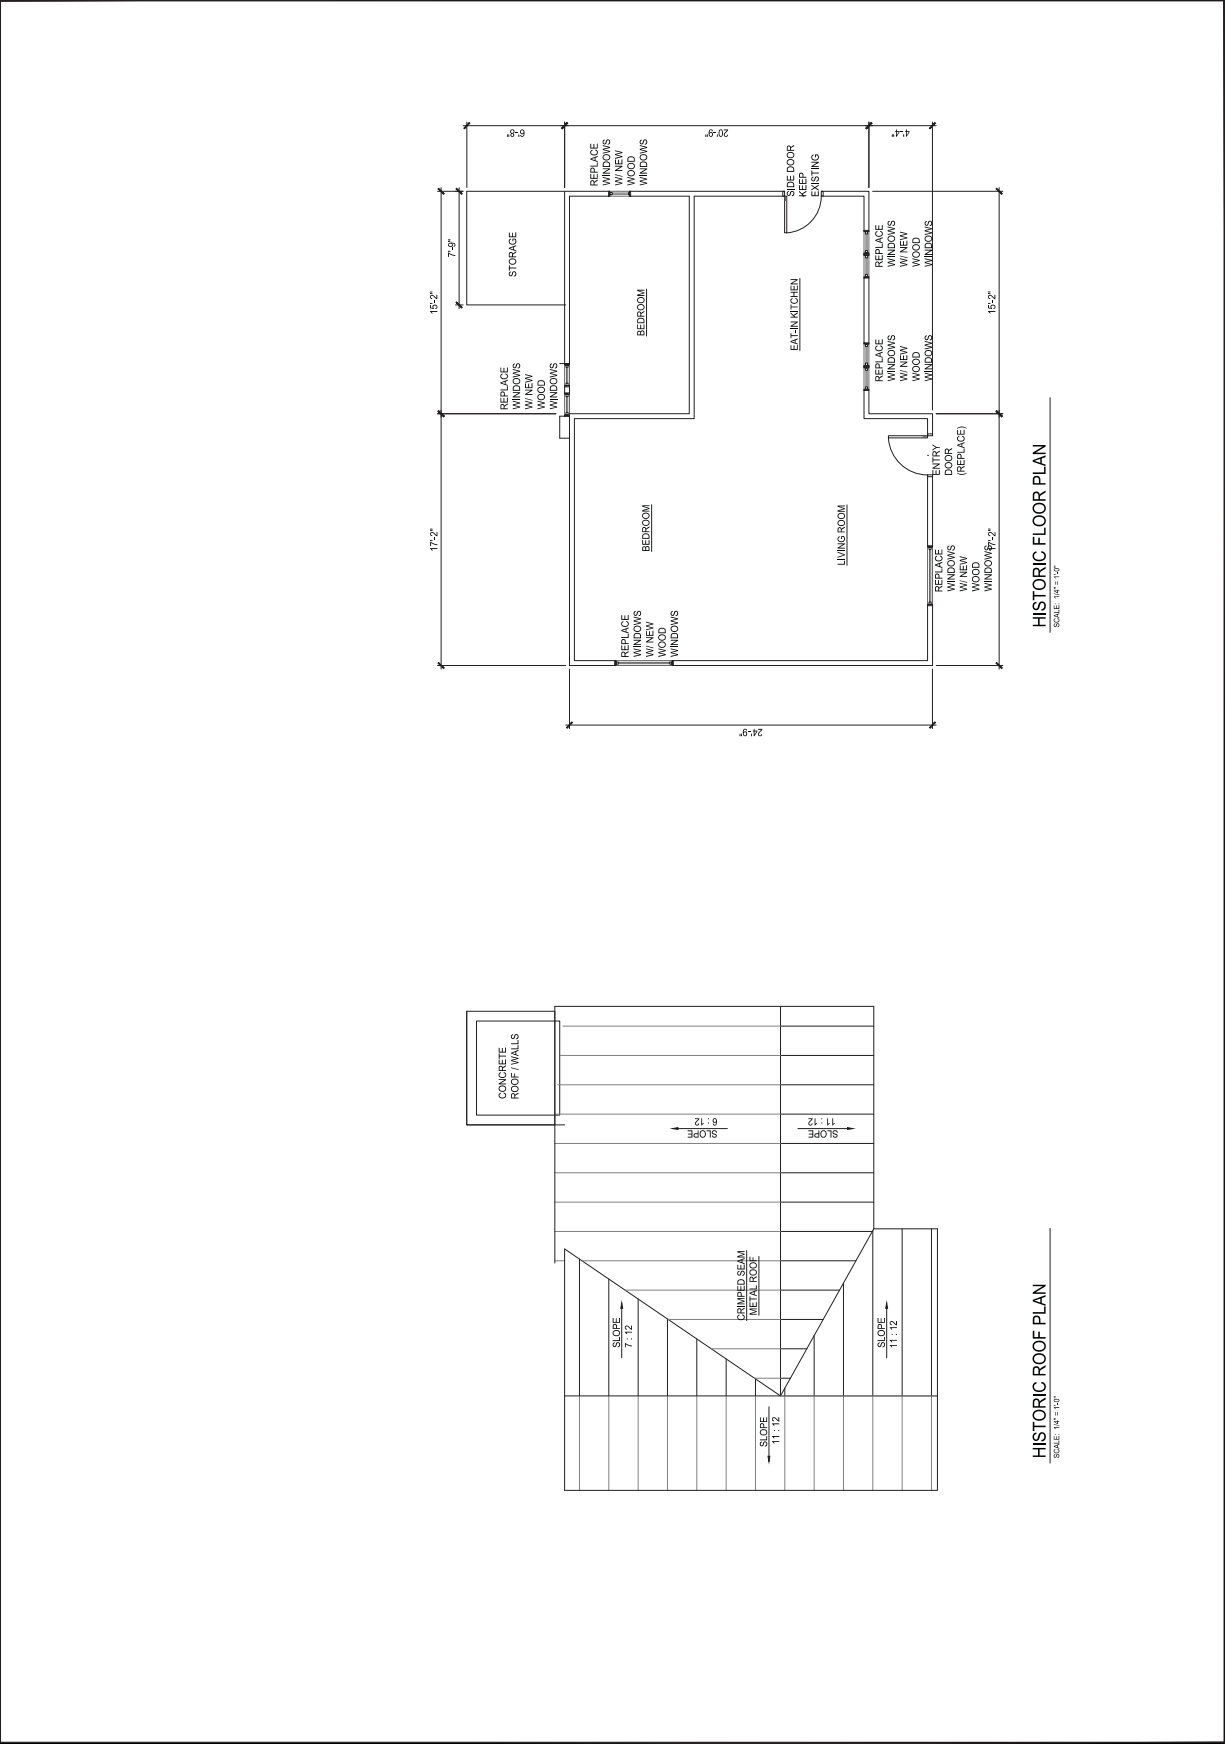 6'-8"
20'-9"
4'-4"
15'-2"
7'-9"
STORAGE
REPLACE
WINDOWS
W/ NEW
WOOD
WINDOWS
SIDE DOOR
KEEP
EXISTING
BEDROOM
EAT-IN KITCHEN
REPLACE
WINDOWS
W/ NEW
WOOD
WINDOWS
REPLACE
WINDOWS
W/ NEW
WOOD
WINDOWS
15'-2"
REPLACE
WINDOWS
W/ NEW
WOOD
WINDOWS
17'-2"
BEDROOM
LIVING ROOM
ENTRY
DOOR
(REPLACE)
REPLACE
WINDOWS
W/ NEW
WOOD
WINDOWS
17'-2"
REPLACE
WINDOWS
W/ NEW
WOOD
WINDOWS
24'-9"
HISTORIC FLOOR PLAN
SCALE: 1/4" = 1'-0"
CONCRETE
ROOF / WALLS
SLOPE
6 : 12
SLOPE
11 : 12
CRIMPED SEAM
METAL ROOF
SLOPE
7 : 12
SLOPE
11 : 12
SLOPE
11 : 12
HISTORIC ROOF PLAN
SCALE: 1/4" = 1'-0"